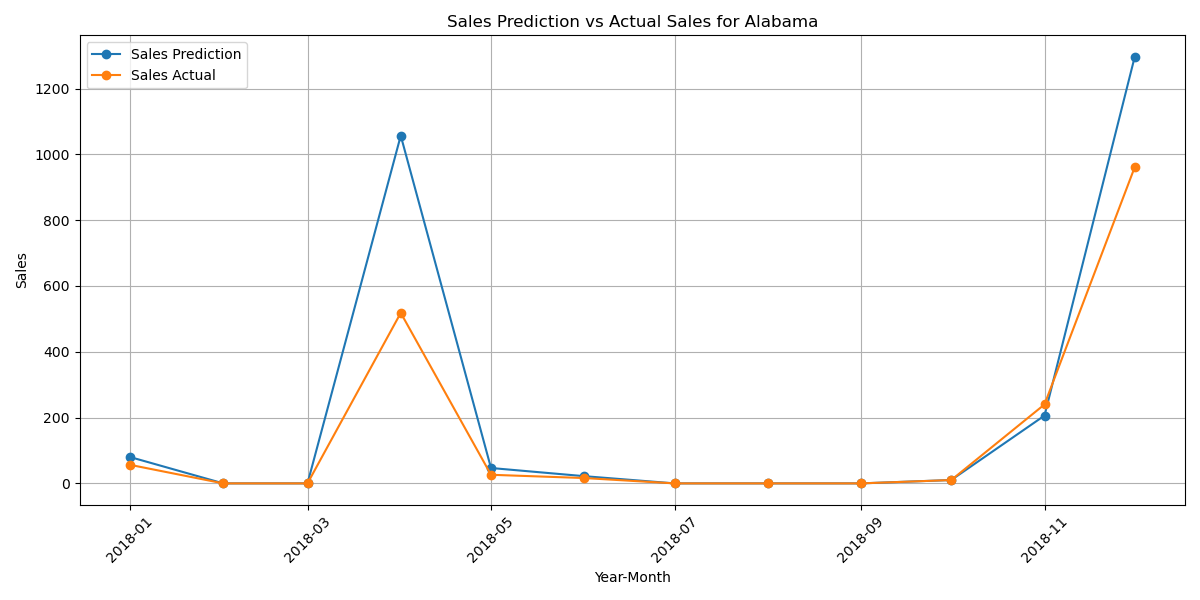 Sales Prediction vs Actual Sales for Alabama
Sales Prediction
Sales Actual
1200
1000
800
600
400
200
0
Sales
2018-01
2018-03
2018-05
2018-07
2018-09
2018-11
Year-Month